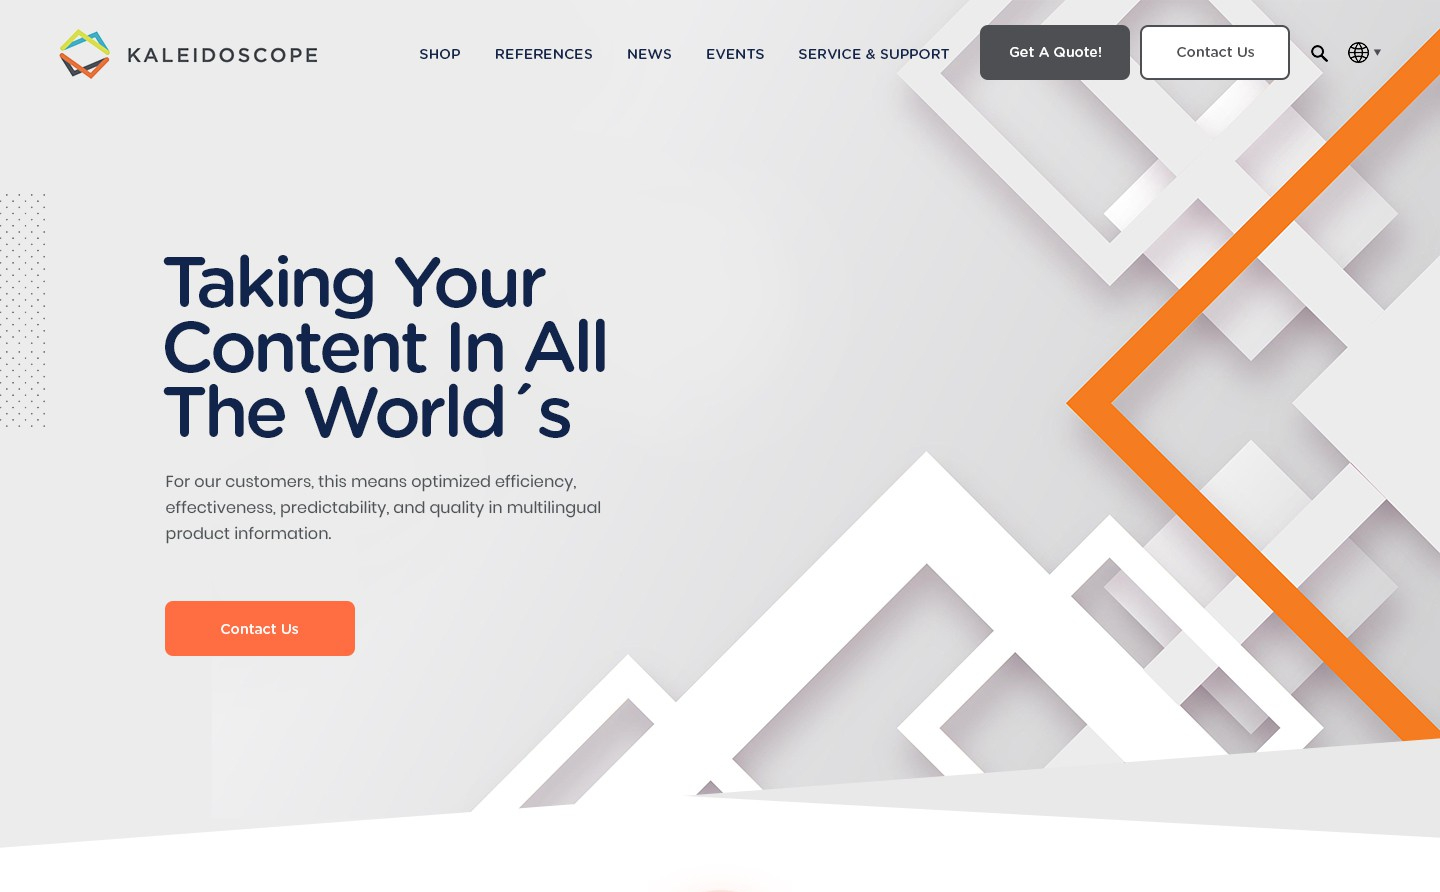 KALEIDOSCOPE
SHOP
REFERENCES
NEWS
EVENTS
SERVICE & SUPPORT
Get A Quote!
Contact Us
Taking Your
Content In All
The World´s
For our customers, this means optimized efficiency,
effectiveness, predictability, and quality in multilingual
product information.
Contact Us